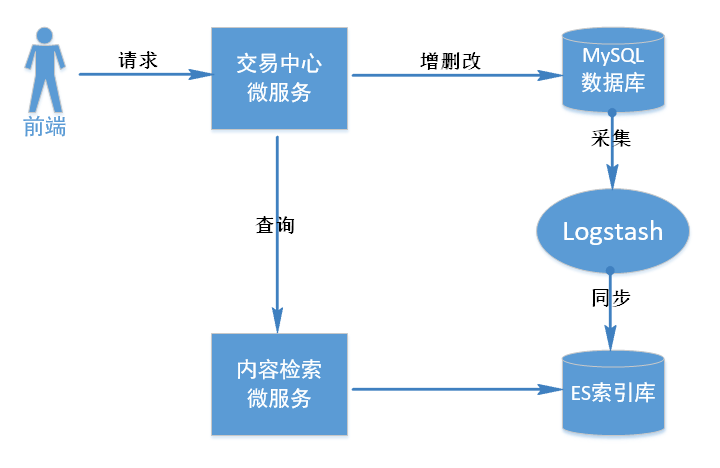 请求
交易中心
微服务
增删改
MySQL
数据库
前端
采集
查询
Logstash
同步
内容检索
微服务
ES索引库